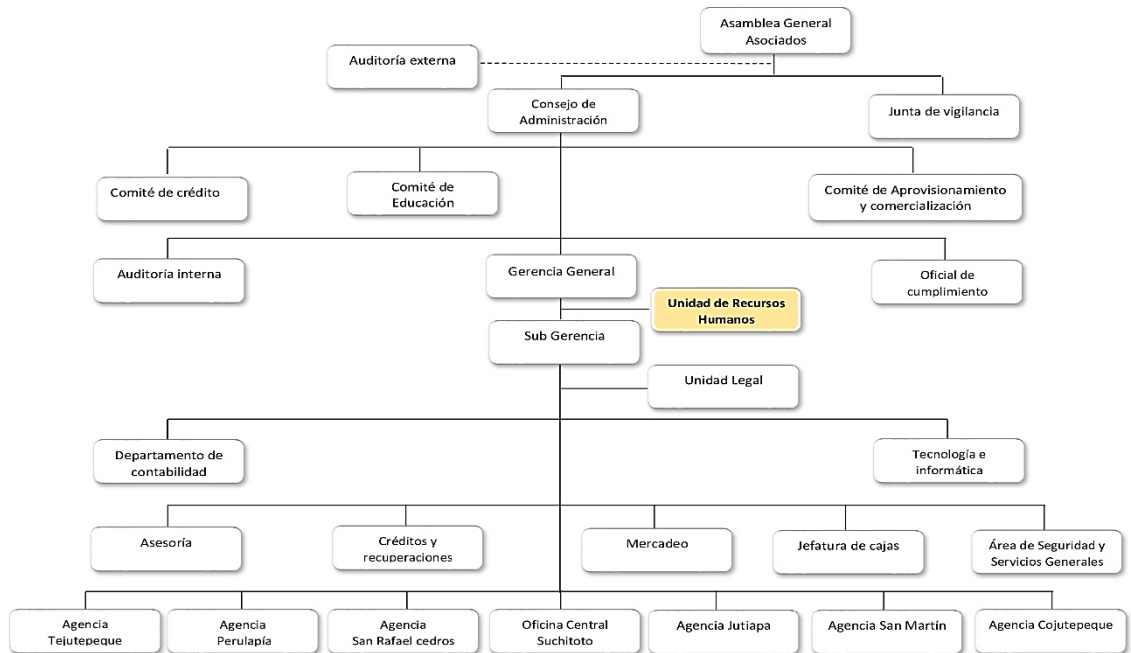 Asamblea General
Asociados
Auditoría externa
Consejo de
Administración
Junta de vigilancia
Comité de crédito
Comité de
Educación
Comité de Aprovisionamiento
y comercialización
Auditoría interna
Gerencia General
Oficial de
cumplimiento
Unidad de Recursos
Humanos
Sub Gerencia
Unidad Legal
Departamento de
contabilidad
Tecnología e
informática
Asesoría
Créditos y
recuperaciones
Mercadeo
Jefatura de cajas
Área de Seguridad y
Servicios Generales
Agencia
Tejutepeque
Agencia
Perulapía
Agencia
San Rafael cedros
Oficina Central
Suchitoto
Agencia Jutiapa
Agencia San Martín
Agencia Cojutepeque